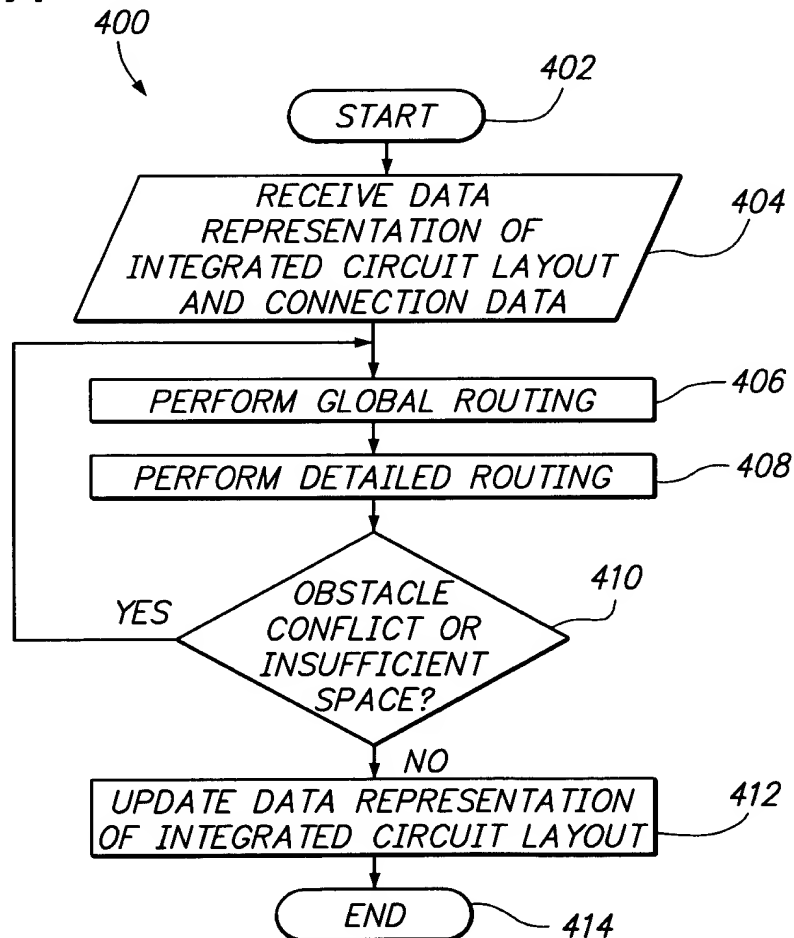 400
402
START
RECEIVE DATA
REPRESENTATION OF
INTEGRATED CIRCUIT LAYOUT
AND CONNECTION DATA
404
PERFORM GLOBAL ROUTING
406
PERFORM DETAILED ROUTING
408
OBSTACLE
CONFLICT OR
INSUFFICIENT
SPACE?
410
YES
NO
UPDATE DATA REPRESENTATION
OF INTEGRATED CIRCUIT LAYOUT
412
END
414